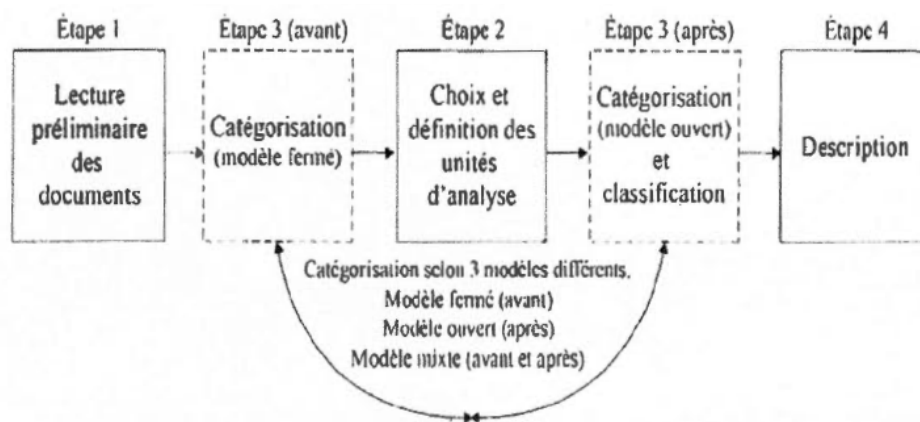 Étape 1
Étape 3 (avant)
Étape 2
Étape 3 (après)
Étape 4
Lecture
préliminaire
des
documents
Catégorisation
(modèle fermé)
Choix et
définition des
unités
d'analyse
Catégorisation
(modèle ouvert)
et
classification
Description
Catégorisation selon 3 modèles différents.
Modèle fermé (avant)
Modèle ouvert (après)
Modèle mixte (avant et après)